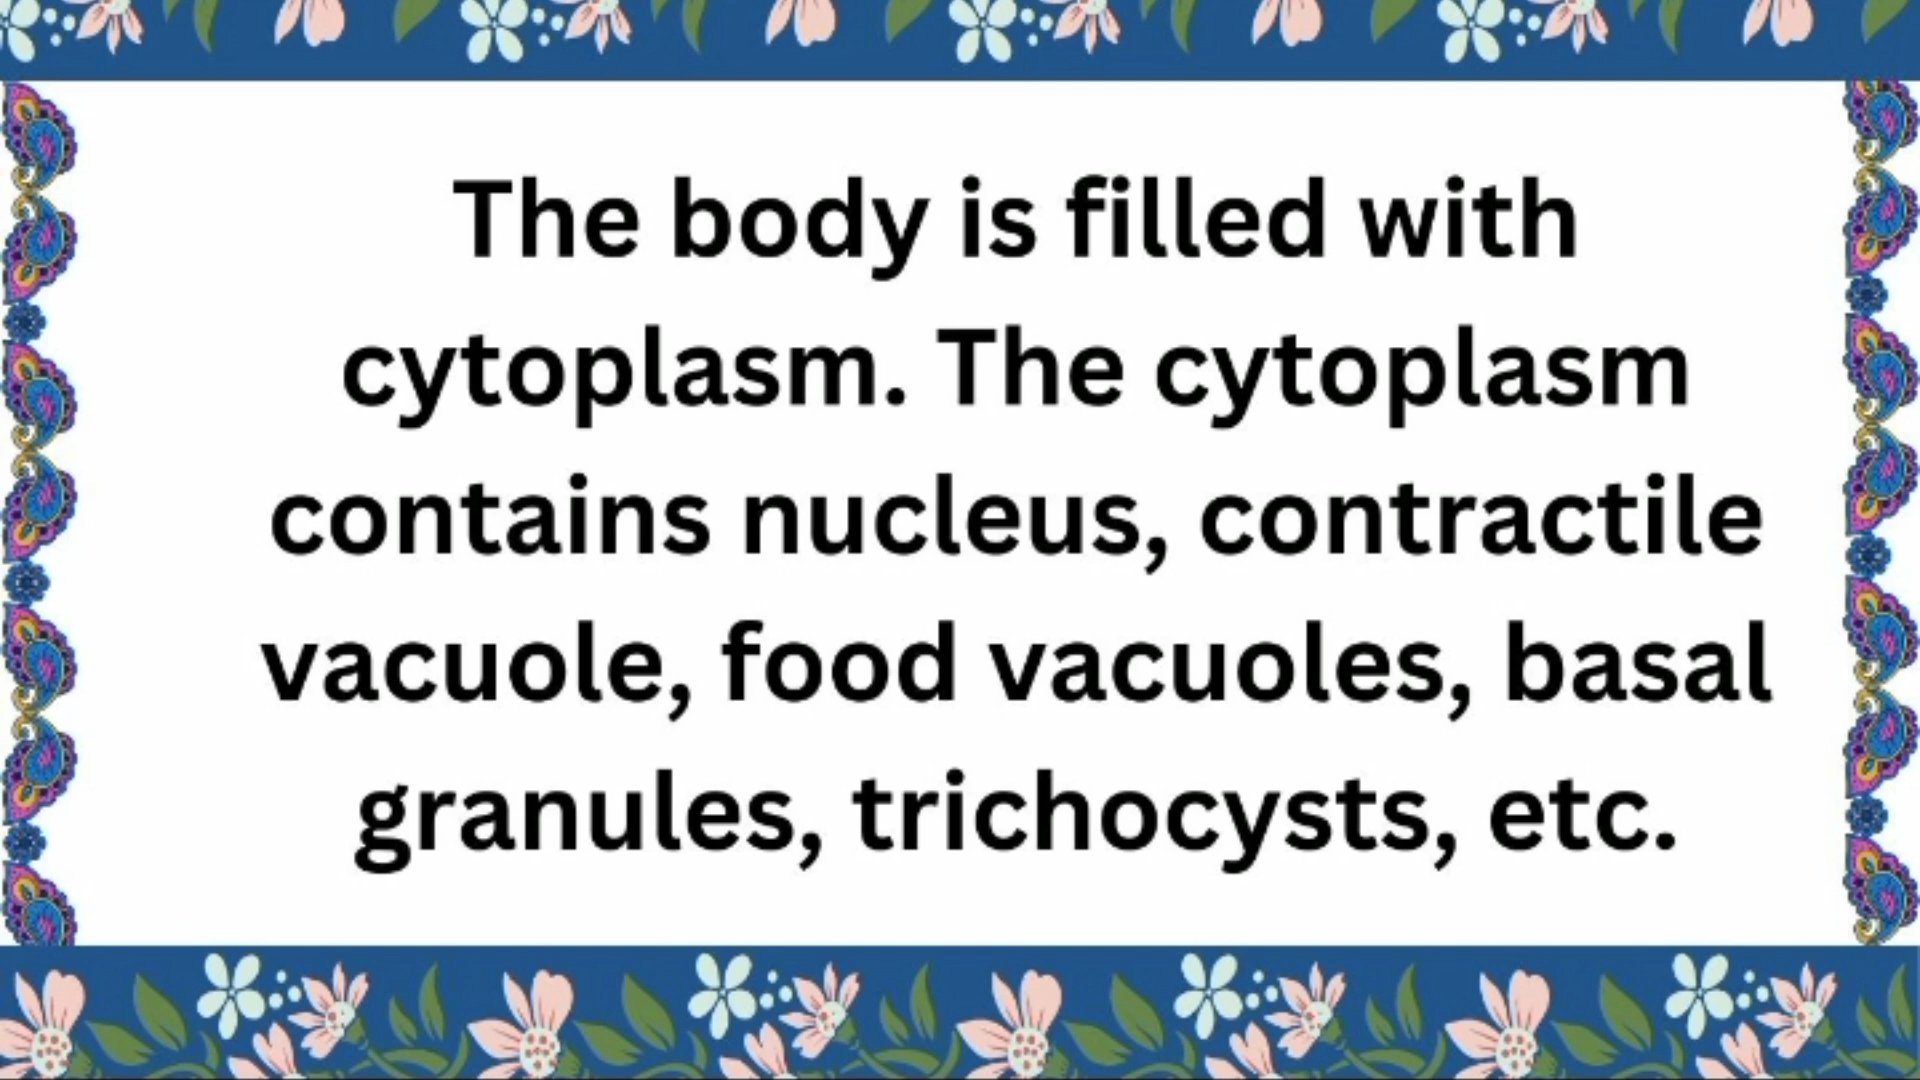 The body is filled with
cytoplasm. The cytoplasm
contains nucleus, contractile
vacuole, food vacuoles, basal
granules, trichocysts, etc.